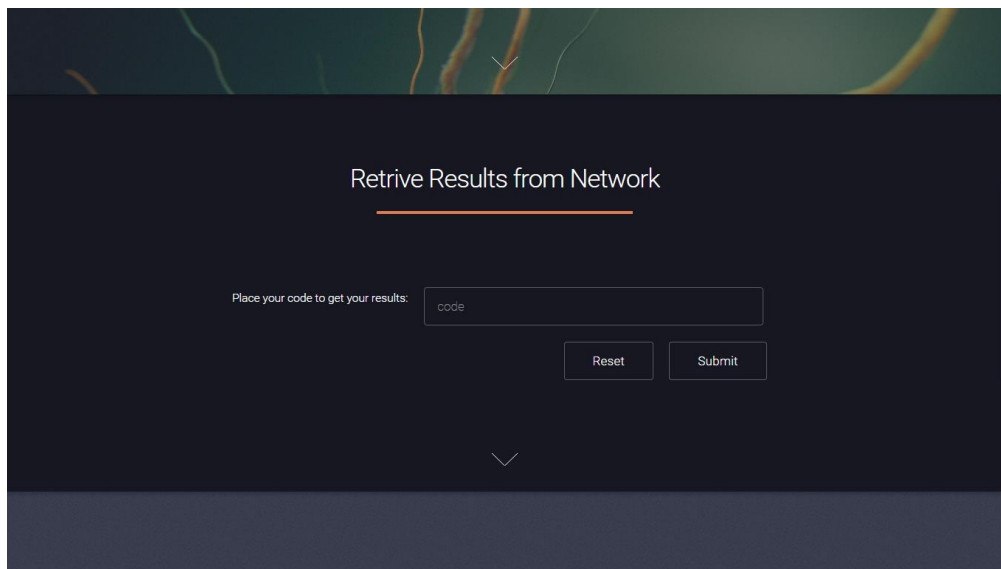 Retrive Results from Network
Place your code to get your results:
code
Reset
Submit